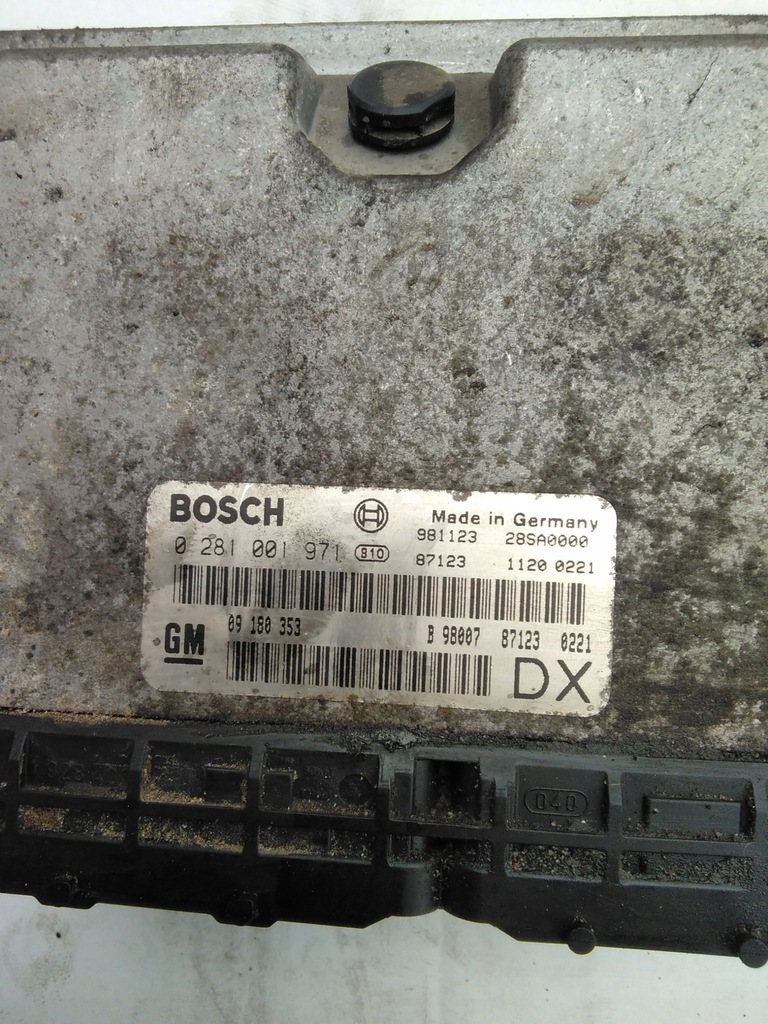 BOSCH Made in Germany
981123 28SA0000
0 281 001 971 810 87123 1120 0221
GM 09 180 353 B 98007 87123 0221
DX
040